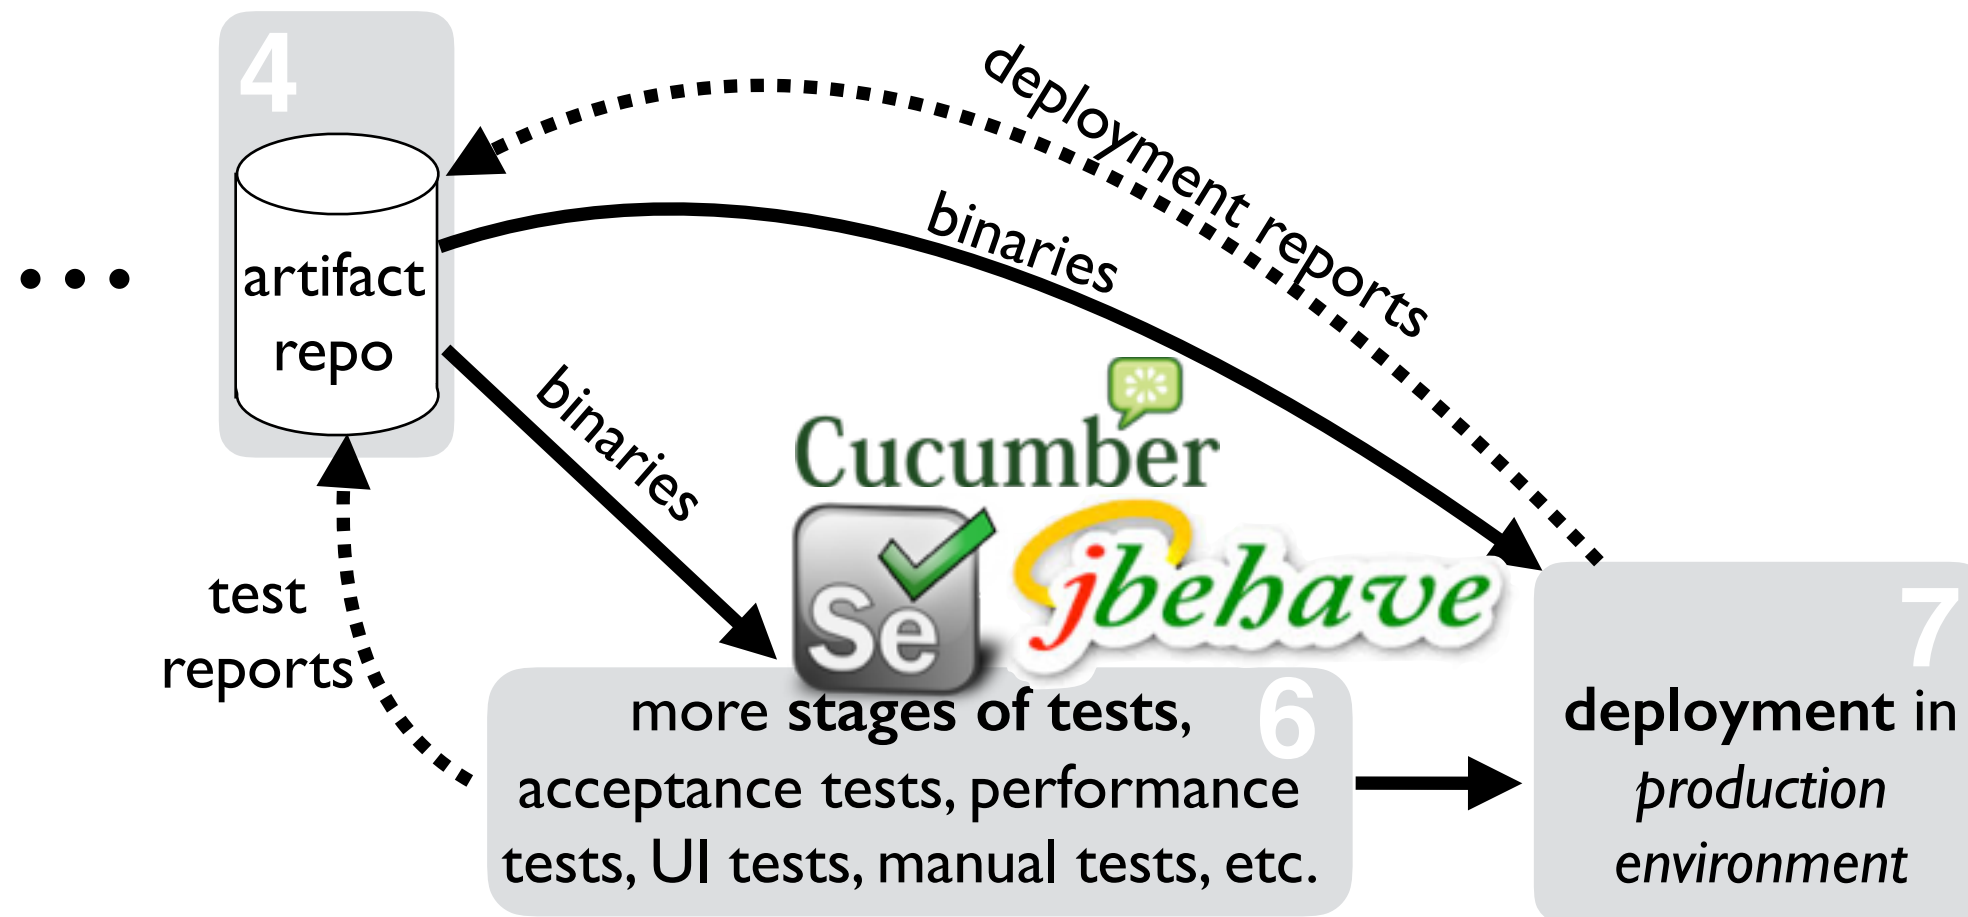 4
artifact
repo
deployment reports
binaries
binaries
test
reports
Cucumber
Se
jbehave
6
more stages of tests,
acceptance tests, performance
tests, UI tests, manual tests, etc.
7
deployment in
production
environment